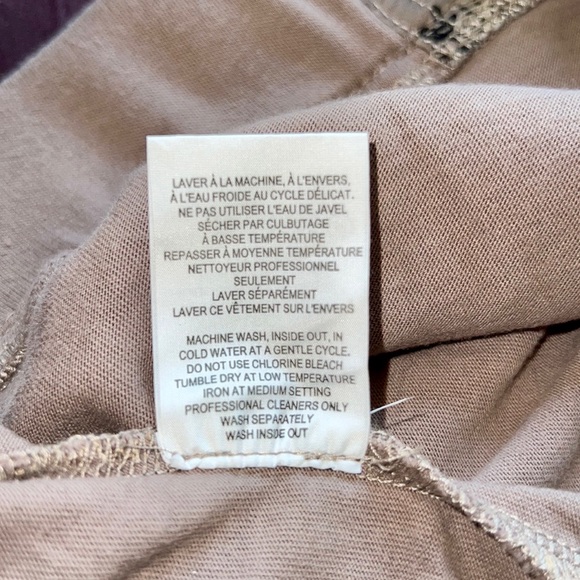 LAVER À LA MACHINE, À L'ENVERS,
À L'EAU FROIDE AU CYCLE DÉLICAT.
NE PAS UTILISER L'EAU DE JAVEL
SÉCHER PAR CULBUTAGE
À BASSE TEMPÉRATURE
REPASSER À MOYENNE TEMPÉRATURE
NETTOYEUR PROFESSIONNEL
SEULEMENT
LAVER SÉPARÉMENT
LAVER CE VÊTEMENT SUR L'ENVERS
MACHINE WASH, INSIDE OUT, IN
COLD WATER AT A GENTLE CYCLE.
DO NOT USE CHLORINE BLEACH
TUMBLE DRY AT LOW TEMPERATURE
IRON AT MEDIUM SETTING
PROFESSIONAL CLEANERS ONLY
WASH SEPARATELY
WASH INSIDE OUT